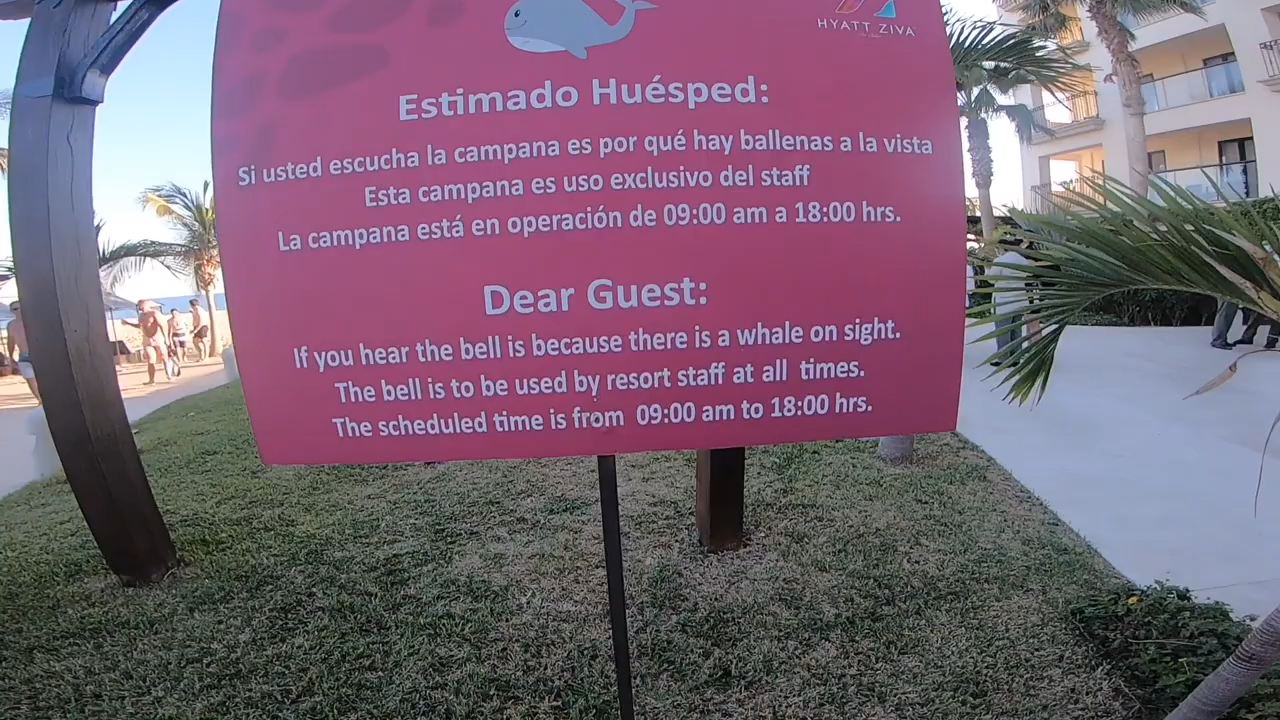 HYATT ZIVA
Estimado Huésped:
Si usted escucha la campana es por qué hay ballenas a la vista
Esta campana es uso exclusivo del staff
La campana está en operación de 09:00 am a 18:00 hrs.
Dear Guest:
If you hear the bell is because there is a whale on sight.
The bell is to be used by resort staff at all times.
The scheduled time is from 09:00 am to 18:00 hrs.